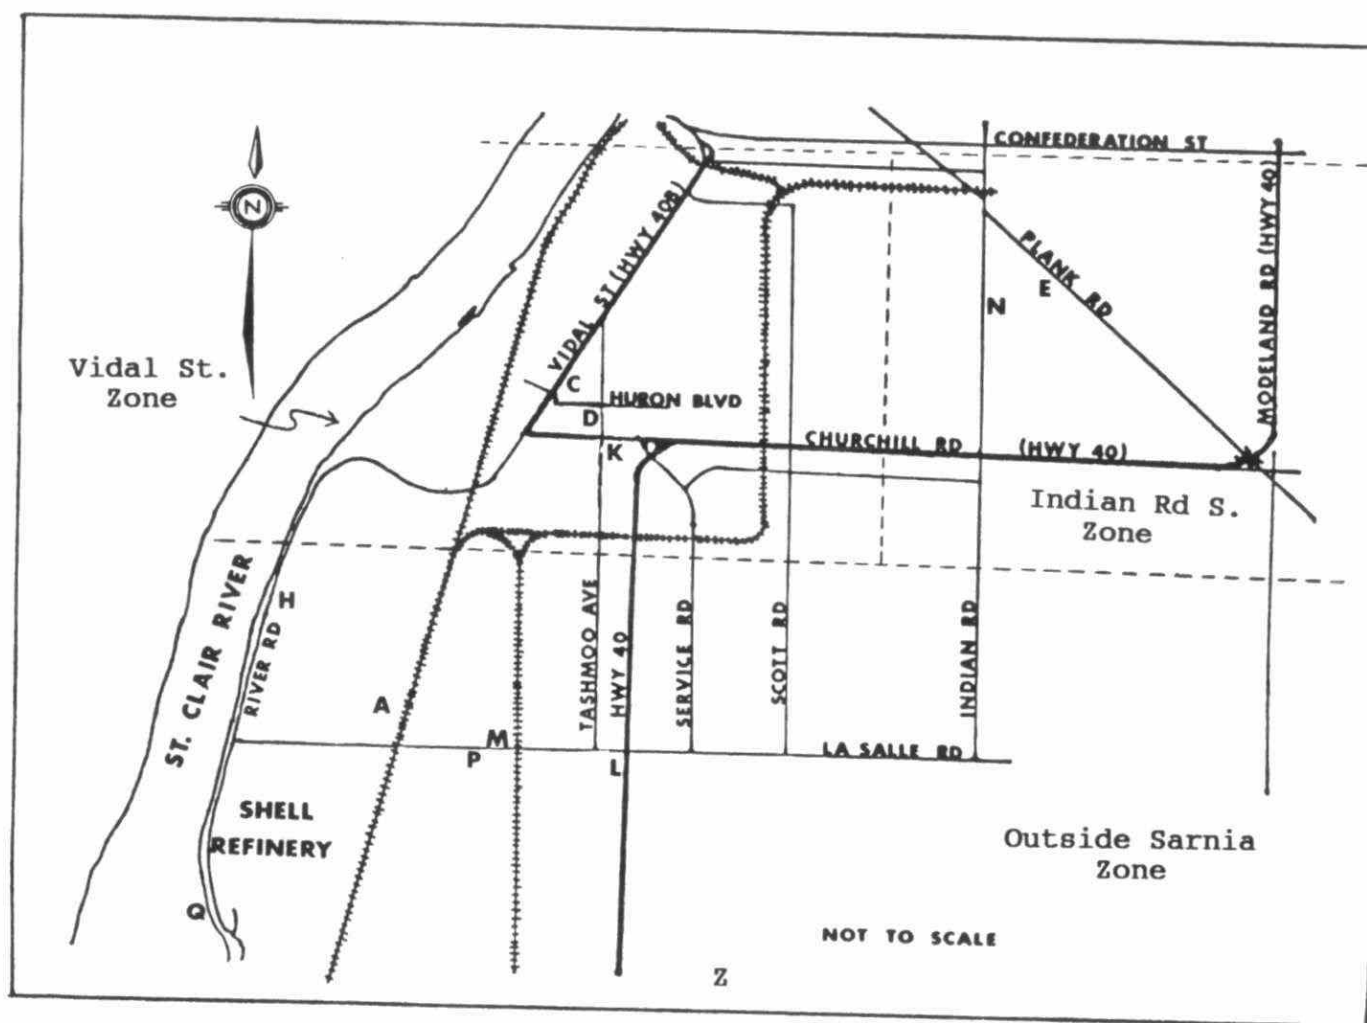 CONFEDERATION ST
N
VIDAL ST (HWY 40B)
PLANK RD
E
N
MODELAND RD (HWY 40)
Vidal St.
Zone
C
HURON BLVD
D
K
CHURCHILL RD (HWY 40)
Indian Rd S.
Zone
ST. CLAIR RIVER
H
RIVER RD
A
M
P
TASHMOO AVE
HWY 40
SERVICE RD
SCOTT RD
INDIAN RD
LA SALLE RD
L
SHELL
REFINERY
Q
Outside Sarnia
Zone
NOT TO SCALE
Z